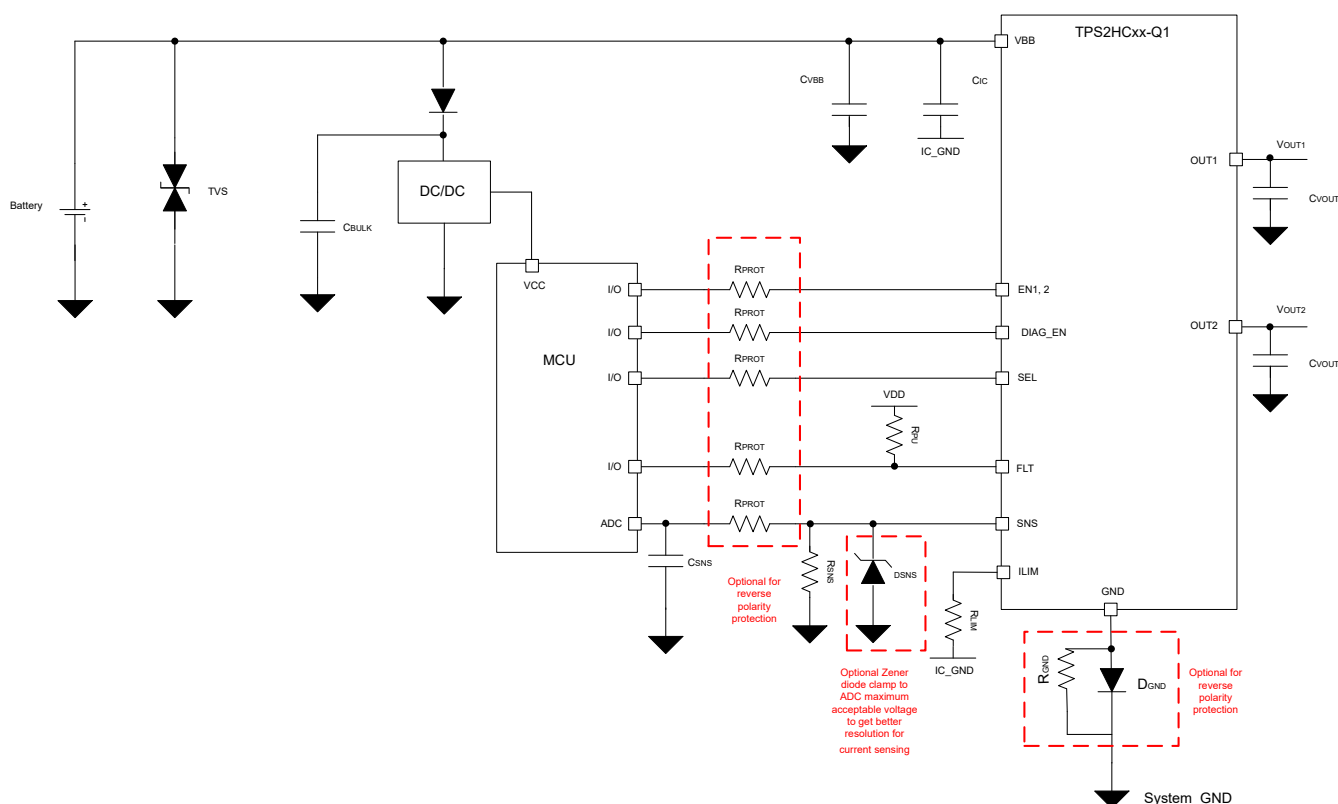 TPS2HCxx-Q1
VBB
CVBB
CIC
IC_GND
OUT1
VOUT1
CVOUT
Battery
+
-
TVS
CBULK
DC/DC
VCC
MCU
I/O
RPROT
EN1, 2
I/O
RPROT
DIAG_EN
I/O
RPROT
SEL
OUT2
VOUT2
CVOUT
VDD
RPU
I/O
RPROT
FLT
ADC
RPROT
SNS
CSNS
RSNS
DSNS
ILIM
RLIM
IC_GND
GND
Optional for
reverse
polarity
protection
Optional Zener
diode clamp to
ADC maximum
acceptable voltage
to get better
resolution for
current sensing
RGND
DGND
Optional for
reverse
polarity
protection
System_GND